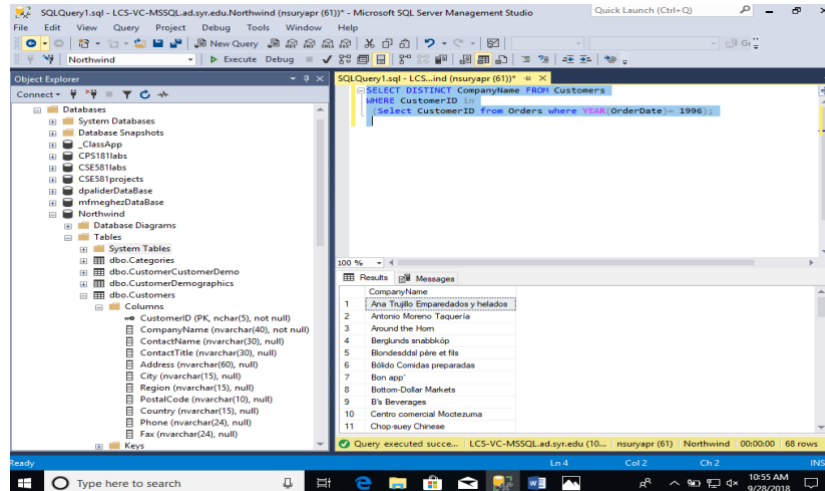 SQLQuery1.sql - LCS-VC-MSSQL.ad.syr.edu.Northwind (nsuryapr (61))* - Microsoft SQL Server Management Studio
Quick Launch (Ctrl+Q)
File Edit View Query Project Debug Tools Window Help
New Query
Northwind
Execute Debug
Object Explorer
Connect
Databases
System Databases
Database Snapshots
_ClassApp
CPS181labs
CSE581labs
CSE581projects
dpaliderDataBase
mfmeghezDataBase
Northwind
Database Diagrams
Tables
System Tables
dbo.Categories
dbo.CustomerCustomerDemo
dbo.CustomerDemographics
dbo.Customers
Columns
CustomerID (PK, nchar(5), not null)
CompanyName (nvarchar(40), not null)
ContactName (nvarchar(30), null)
ContactTitle (nvarchar(30), null)
Address (nvarchar(60), null)
City (nvarchar(15), null)
Region (nvarchar(15), null)
PostalCode (nvarchar(10), null)
Country (nvarchar(15), null)
Phone (nvarchar(24), null)
Fax (nvarchar(24), null)
Keys
SQLQuery1.sql - LCS...ind (nsuryapr (61))*
SELECT DISTINCT CompanyName FROM Customers
WHERE CustomerID in
(Select CustomerID from Orders where YEAR(OrderDate)= 1996);
100 %
Results Messages
CompanyName
1 Ana Trujillo Emparedados y helados
2 Antonio Moreno Taquería
3 Around the Horn
4 Berglunds snabbköp
5 Blondesddsl père et fils
6 Bólido Comidas preparadas
7 Bon app'
8 Bottom-Dollar Markets
9 B's Beverages
10 Centro comercial Moctezuma
11 Chop-suey Chinese
Query executed succe... LCS-VC-MSSQL.ad.syr.edu (10... nsuryapr (61) Northwind 00:00:00 68 rows
Ready Ln 4 Col 2 Ch 2 INS
Type here to search
10:55 AM
9/28/2018